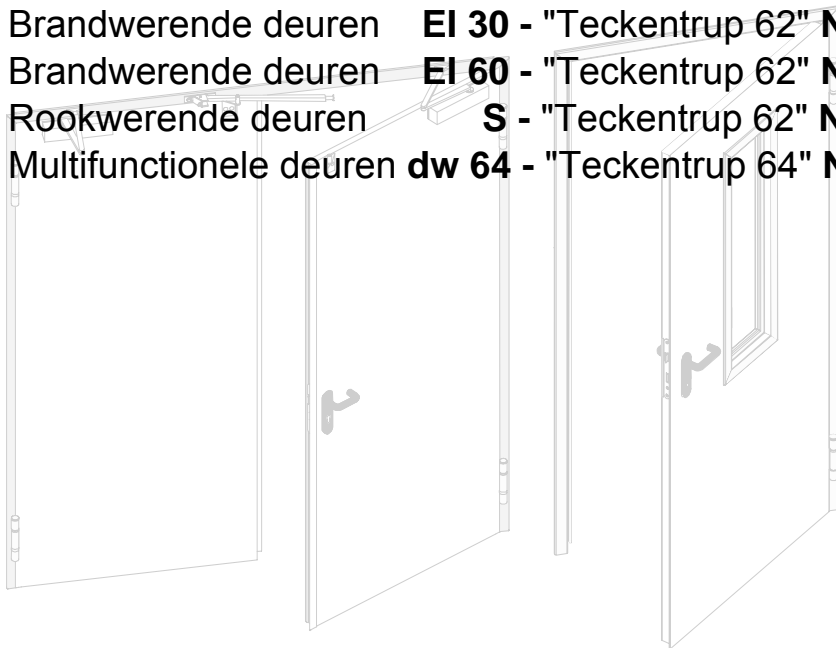 Brandwerende deuren EI 30 - "Teckentrup 62" N
Brandwerende deuren EI 60 - "Teckentrup 62" N
Rookwerende deuren S - "Teckentrup 62" N
Multifunctionele deuren dw 64 - "Teckentrup 64" N